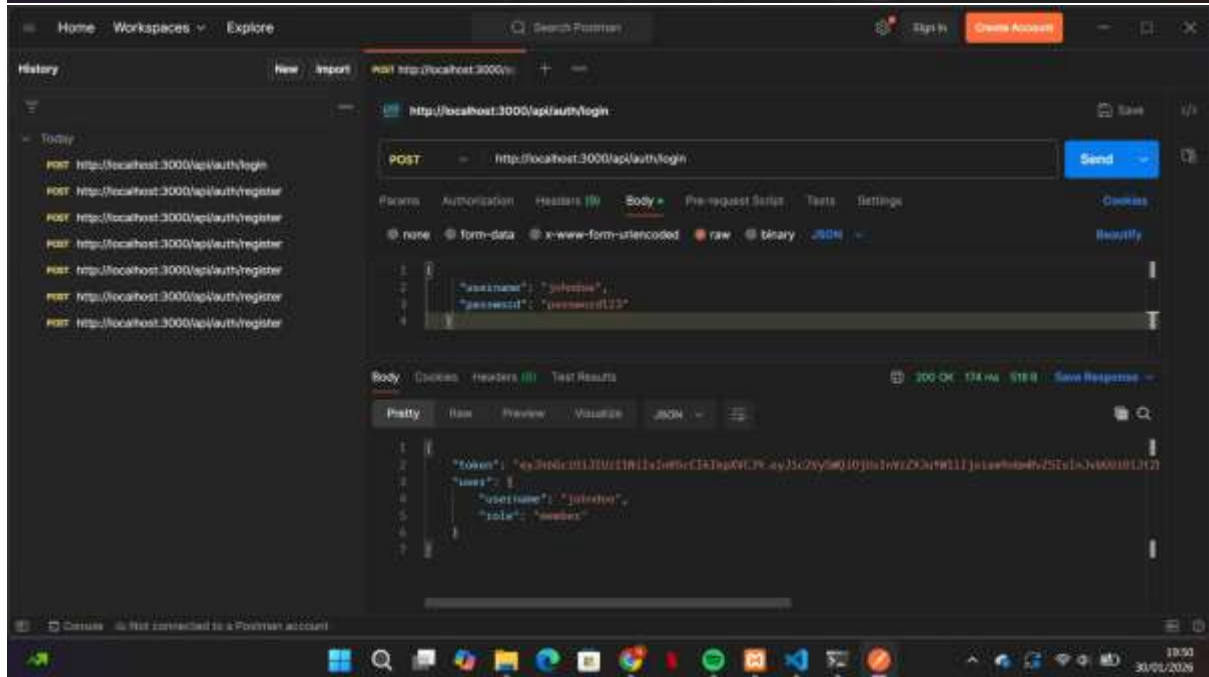 Home Workspaces Explore Search Postman Sign In Create Account
History New Import POST http://localhost:3000/
http://localhost:3000/api/auth/login Save
Today
POST http://localhost:3000/api/auth/login
POST http://localhost:3000/api/auth/register
POST http://localhost:3000/api/auth/register
POST http://localhost:3000/api/auth/register
POST http://localhost:3000/api/auth/register
POST http://localhost:3000/api/auth/register
POST http://localhost:3000/api/auth/register
POST http://localhost:3000/api/auth/login Send
Params Authorization Headers (9) Body Pre-request Script Tests Settings Cookies
none form-data x-www-form-urlencoded raw binary JSON Beautify
1 {
2 "username": "johndoe",
3 "password": "password123"
4 }
Body Cookies Headers (8) Test Results 200 OK 174 ms 518 B Save Response
Pretty Raw Preview Visualize JSON
1 {
2 "token":
3 "user": {
4 "username": "johndoe",
5 "role": "member"
6 }
7 }
Console Not connected to a Postman account
19:50
30/01/2026